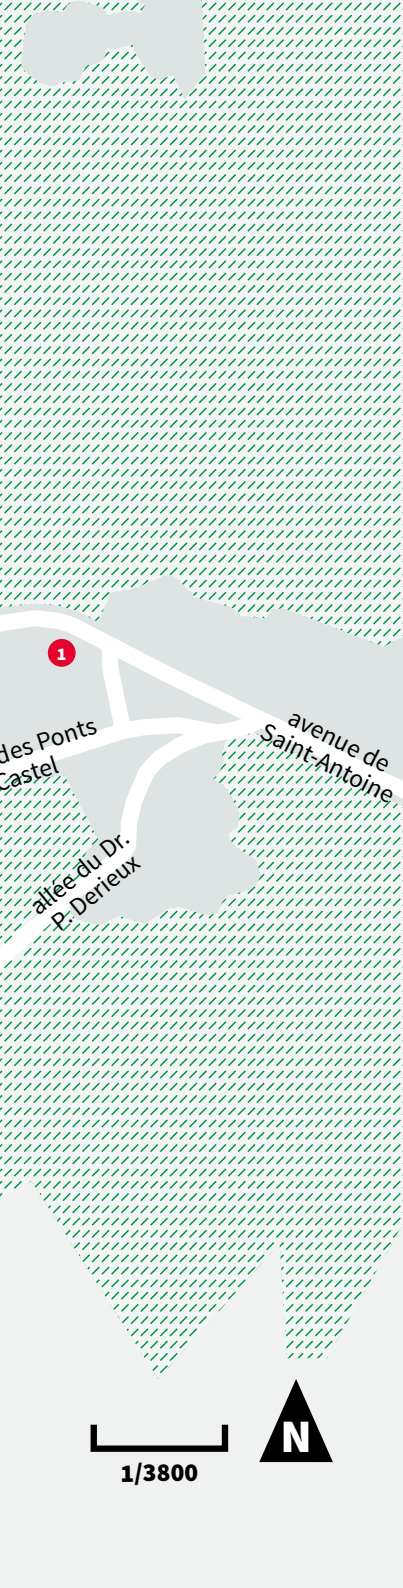 1
des Ponts
Castel
avenue de
Saint-Antoine
allée du Dr.
P. Derieux
1/3800
N